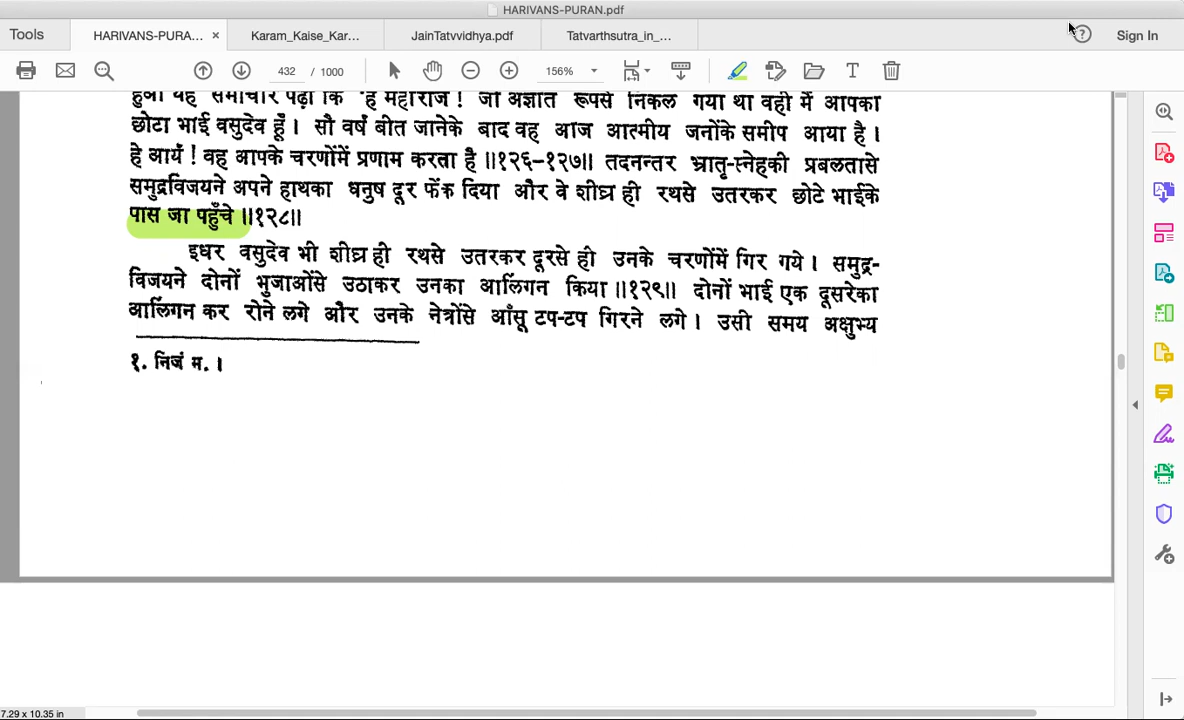 HARIVANS-PURAN.pdf
Tools
HARIVANS-PURA... ×
Karam_Kaise_Kar...
JainTatvvidhya.pdf
Tatvarthsutra_in_...
? Sign In
432 / 1000
156%
हुआ यह समाचार पढ़ा कि 'हे महाराज ! जो अज्ञात रूपसे निकल गया था वही मैं आपका
छोटा भाई वसुदेव हूँ । सौ वर्ष बीत जानेके बाद वह आज आत्मीय जनोंके समीप आया है ।
हे आर्य ! वह आपके चरणोंमें प्रणाम करता है ॥१२६–१२७॥ तदनन्तर भ्रातृ-स्नेहकी प्रबलतासे
समुद्रविजयने अपने हाथका धनुष दूर फेंक दिया और वे शीघ्र ही रथसे उतरकर छोटे भाईके
पास जा पहुँचे ॥१२८॥
इधर वसुदेव भी शीघ्र ही रथसे उतरकर दूरसे ही उनके चरणोंमें गिर गये । समुद्र-
विजयने दोनों भुजाओंसे उठाकर उनका आलिंगन किया ॥१२९॥ दोनों भाई एक दूसरेका
आलिंगन कर रोने लगे और उनके नेत्रोंसे आँसू टप-टप गिरने लगे । उसी समय अक्षुभ्य
१. निजं म. ।
7.29 x 10.35 in